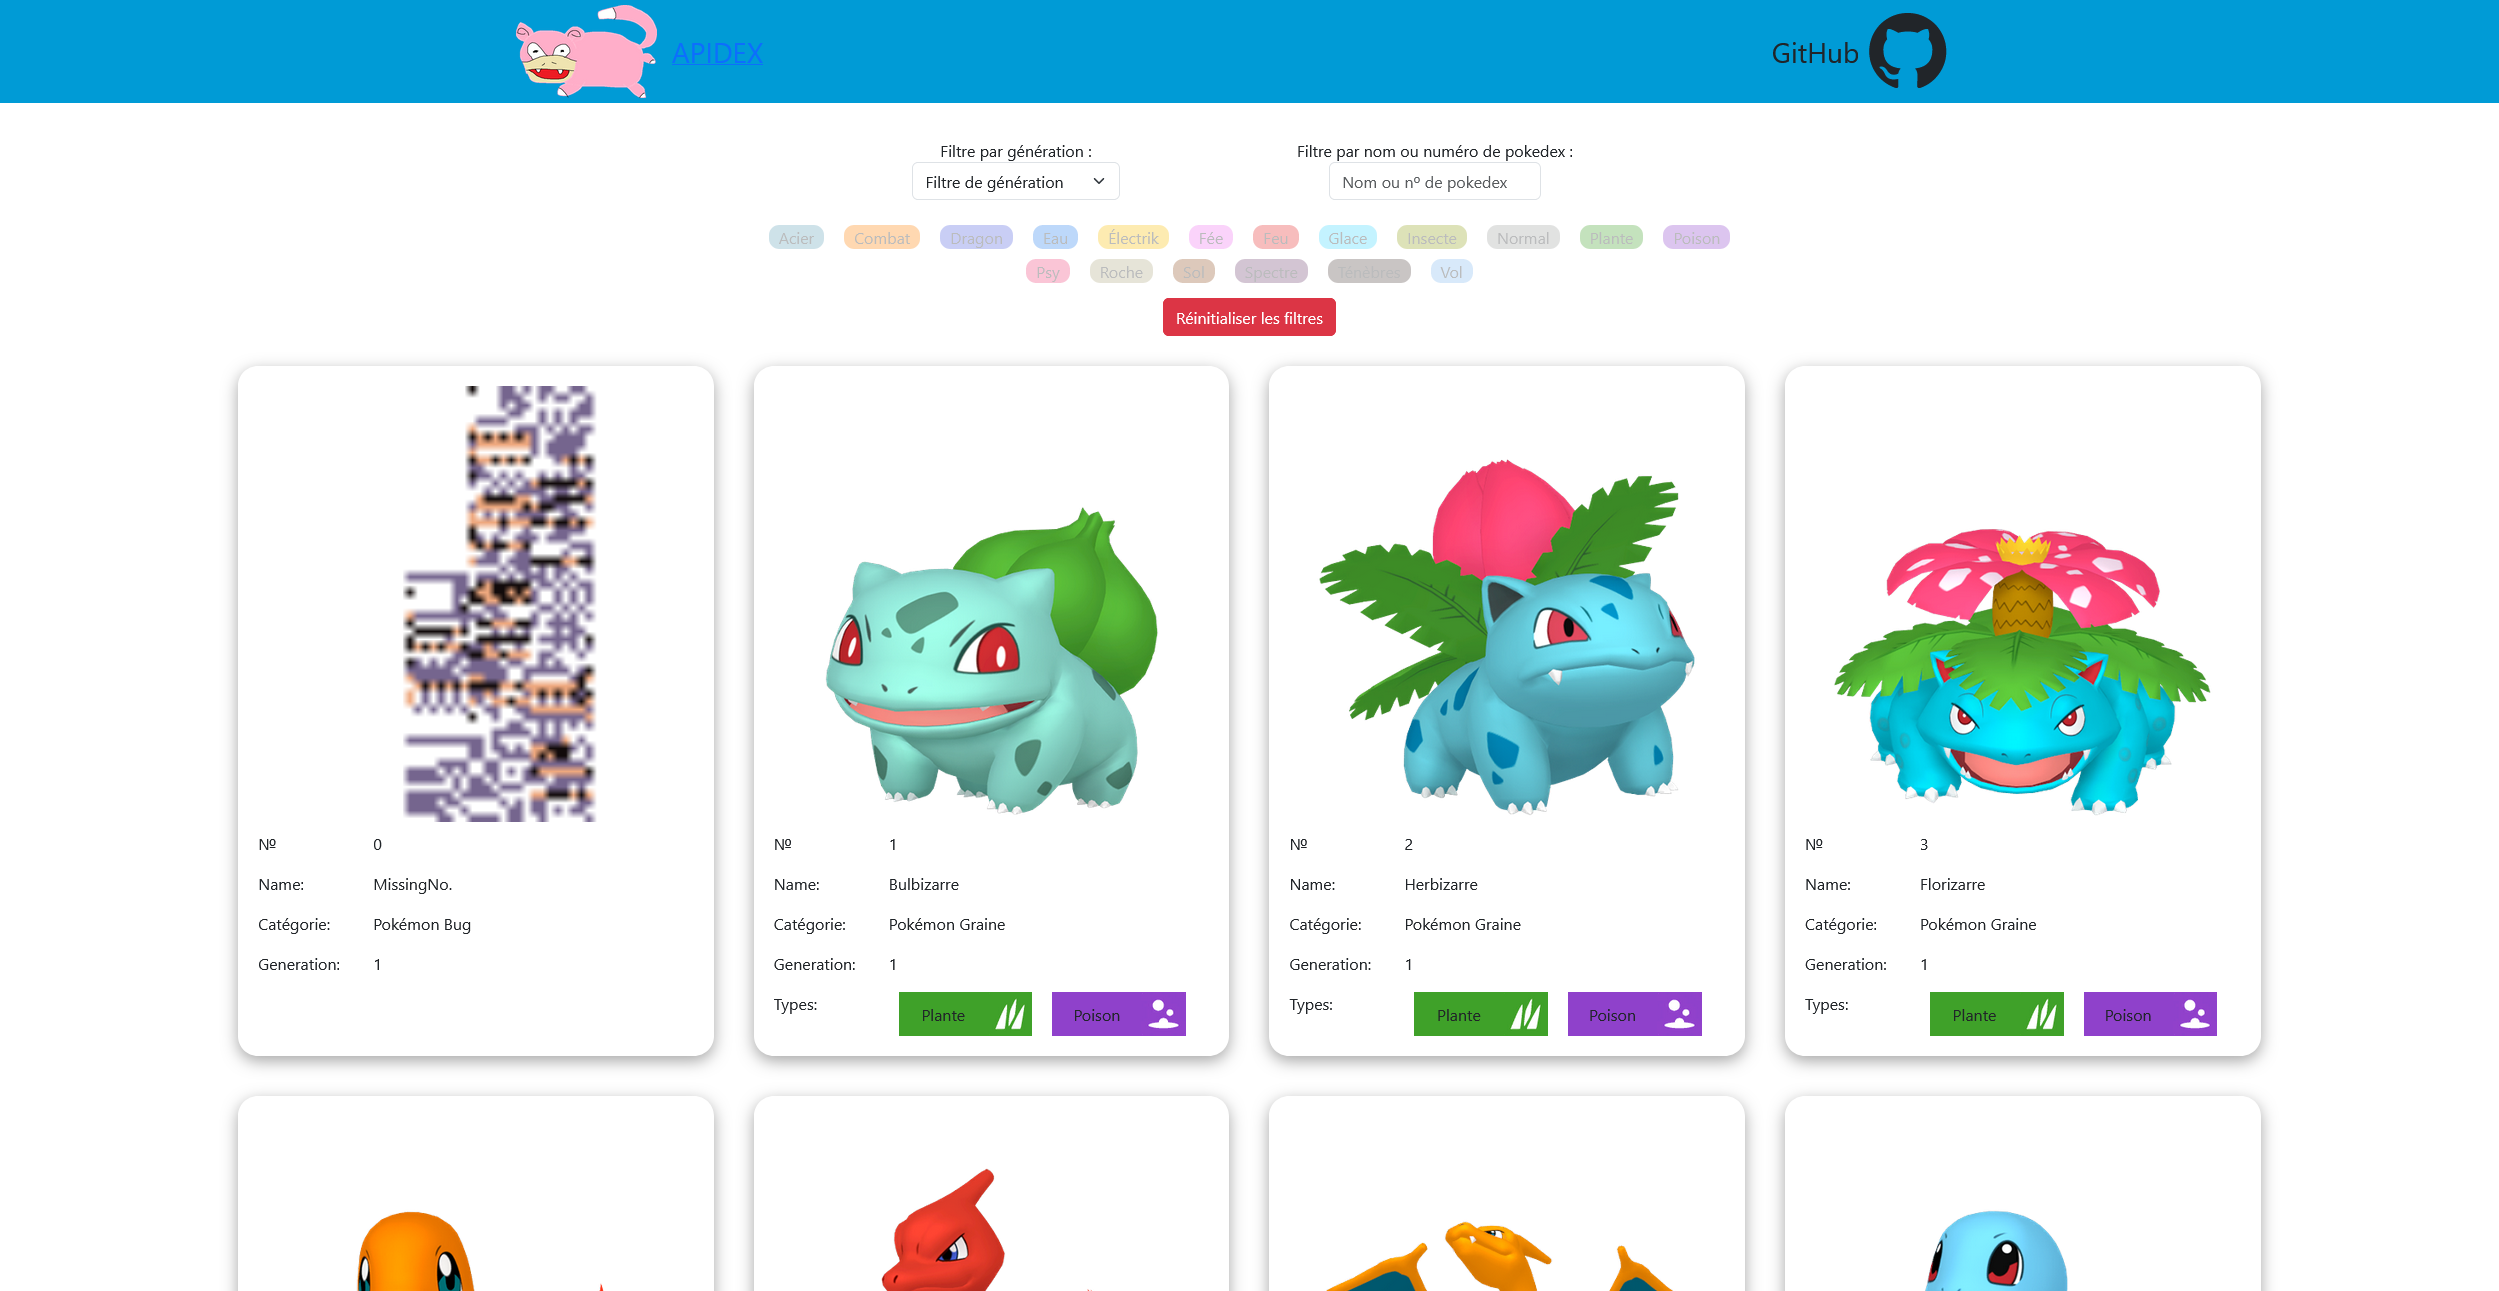 APIDEX
GitHub
Filtre par génération :
Filtre de génération
Filtre par nom ou numéro de pokedex :
Nom ou nº de pokedex
Acier Combat Dragon Eau Électrik Fée Feu Glace Insecte Normal Plante Poison
Psy Roche Sol Spectre Ténèbres Vol
Réinitialiser les filtres
Nº 0
Name: MissingNo.
Catégorie: Pokémon Bug
Generation: 1
Nº 1
Name: Bulbizarre
Catégorie: Pokémon Graine
Generation: 1
Types: Plante Poison
Nº 2
Name: Herbizarre
Catégorie: Pokémon Graine
Generation: 1
Types: Plante Poison
Nº 3
Name: Florizarre
Catégorie: Pokémon Graine
Generation: 1
Types: Plante Poison